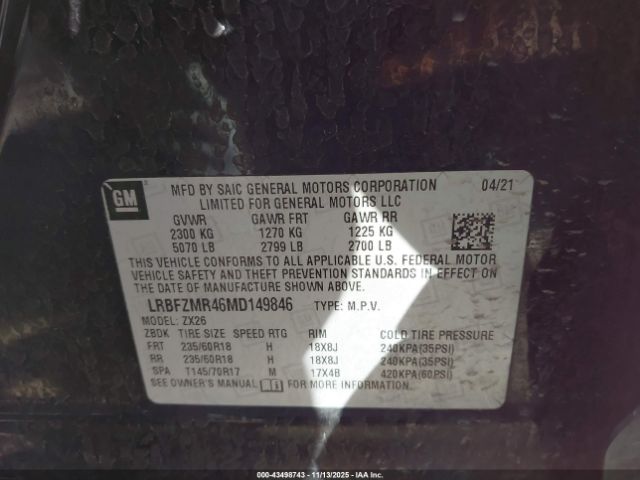 GM
MFD BY SAIC GENERAL MOTORS CORPORATION 04/21
LIMITED FOR GENERAL MOTORS LLC
GVWR GAWR FRT GAWR RR
2300 KG 1270 KG 1225 KG
5070 LB 2799 LB 2700 LB
THIS VEHICLE CONFORMS TO ALL APPLICABLE U.S. FEDERAL MOTOR
VEHICLE SAFETY AND THEFT PREVENTION STANDARDS IN EFFECT ON
THE DATE OF MANUFACTURE SHOWN ABOVE.
LRBFZMR46MD149846 TYPE: M.P.V.
MODEL: ZX26
ZBDK TIRE SIZE SPEED RTG RIM COLD TIRE PRESSURE
FRT 235/60R18 H 18X8J 240KPA(35PSI)
RR 235/60R18 H 18X8J 240KPA(35PSI)
SPA T145/70R17 M 17X4B 420KPA(60PSI)
SEE OWNER'S MANUAL FOR MORE INFORMATION
000-43498743 - 11/13/2025 - IAAC